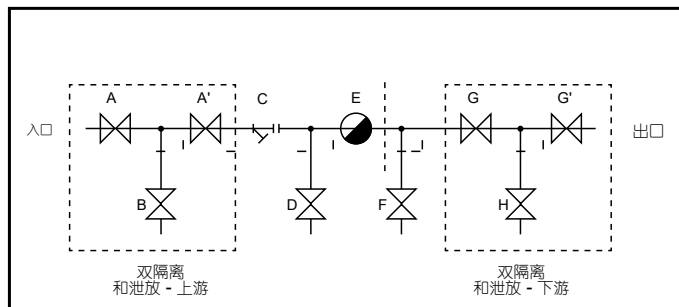 A A' C E G G'
入口
出口
B D F H
双隔离
和泄放 - 上游
双隔离
和泄放 - 下游